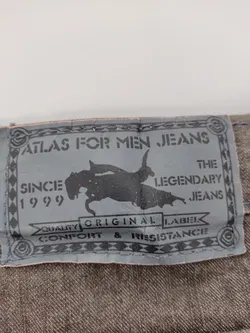 ATLAS FOR MEN JEANS
THE
SINCE LEGENDARY
1999 JEANS
QUALITY ORIGINAL LABEL
COMFORT & RESISTANCE